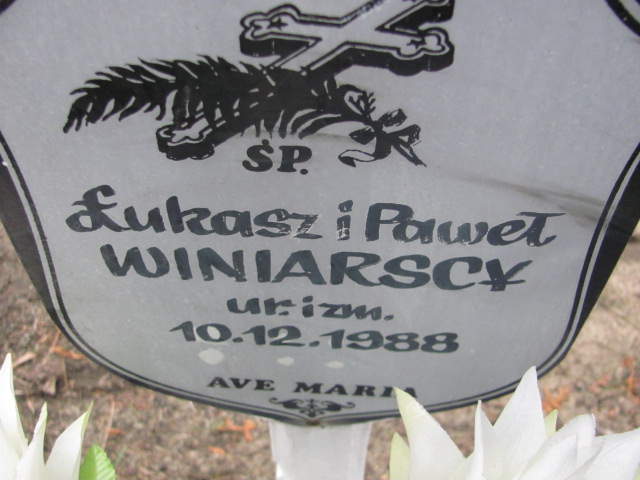 ŚP.
Łukasz i Paweł
WINIARSCY
ur. i zm.
10.12.1988
AVE MARIA